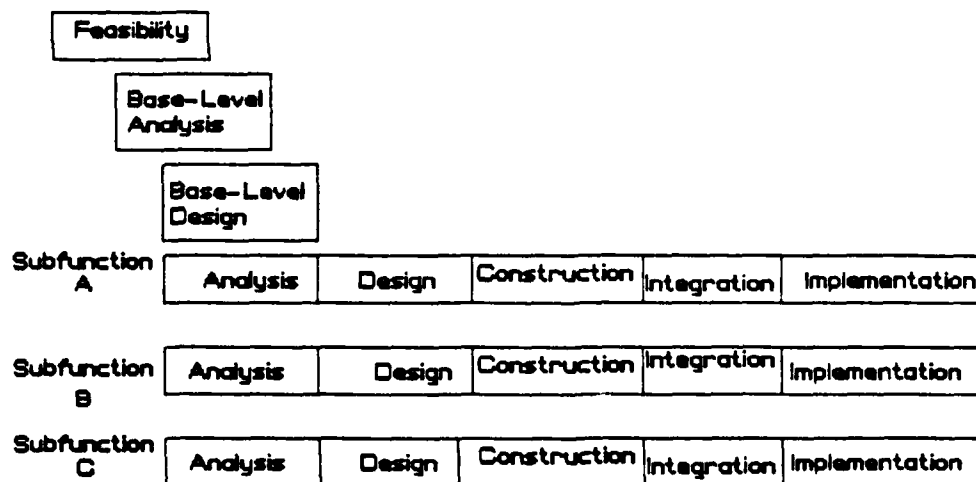 Feasibility
Base-Level
Analysis
Base-Level
Design
Subfunction
A
Analysis
Design
Construction
Integration
Implementation
Subfunction
B
Analysis
Design
Construction
Integration
Implementation
Subfunction
C
Analysis
Design
Construction
Integration
Implementation